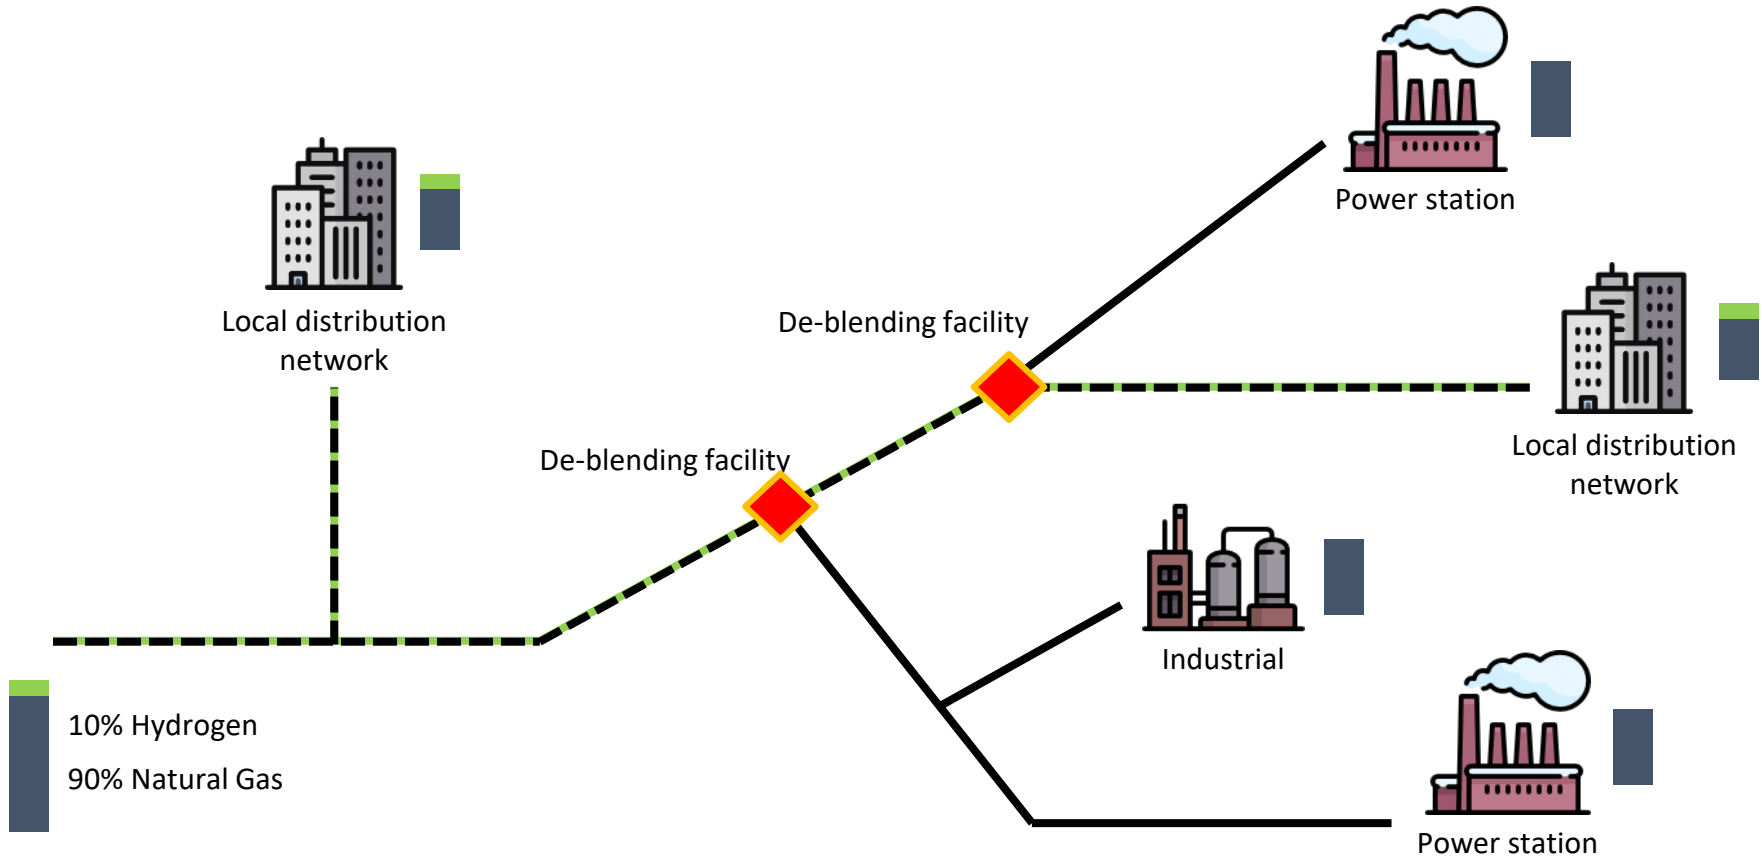 Power station
Local distribution
network
De-blending facility
Local distribution
network
De-blending facility
Industrial
10% Hydrogen
90% Natural Gas
Power station